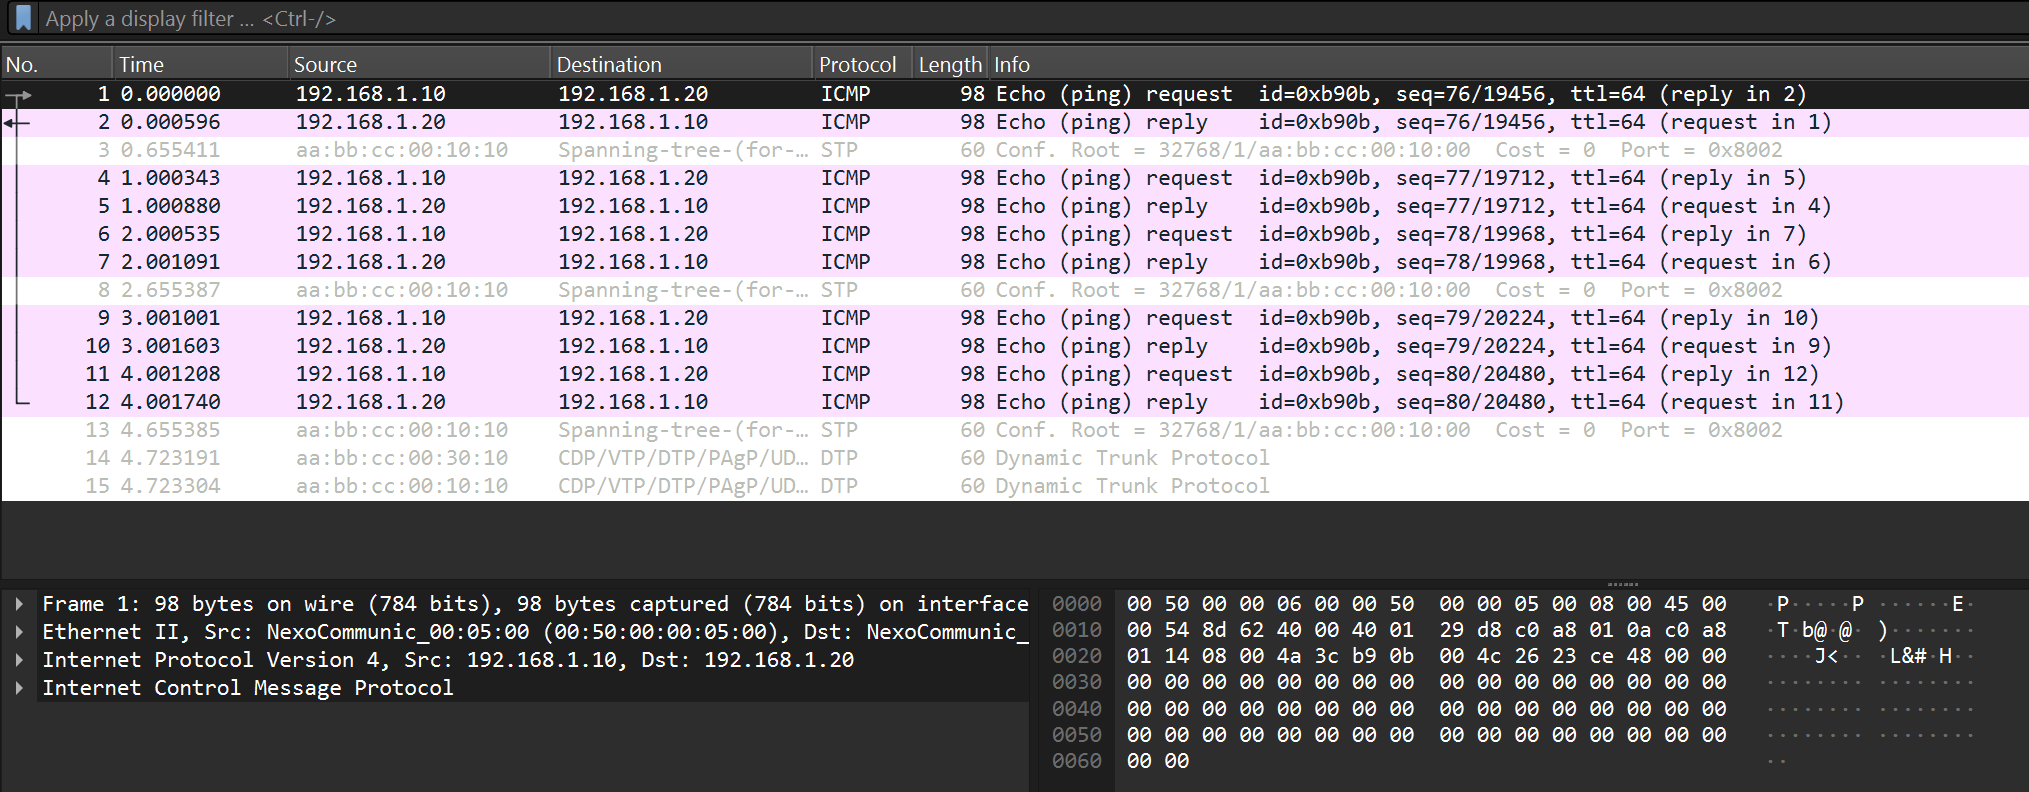 Apply a display filter … <Ctrl-/>
No. Time Source Destination Protocol Length Info
1 0.000000 192.168.1.10 192.168.1.20 ICMP 98 Echo (ping) request id=0xb90b, seq=76/19456, ttl=64 (reply in 2)
2 0.000596 192.168.1.20 192.168.1.10 ICMP 98 Echo (ping) reply id=0xb90b, seq=76/19456, ttl=64 (request in 1)
3 0.655411 aa:bb:cc:00:10:10 Spanning-tree-(for-… STP 60 Conf. Root = 32768/1/aa:bb:cc:00:10:00 Cost = 0 Port = 0x8002
4 1.000343 192.168.1.10 192.168.1.20 ICMP 98 Echo (ping) request id=0xb90b, seq=77/19712, ttl=64 (reply in 5)
5 1.000880 192.168.1.20 192.168.1.10 ICMP 98 Echo (ping) reply id=0xb90b, seq=77/19712, ttl=64 (request in 4)
6 2.000535 192.168.1.10 192.168.1.20 ICMP 98 Echo (ping) request id=0xb90b, seq=78/19968, ttl=64 (reply in 7)
7 2.001091 192.168.1.20 192.168.1.10 ICMP 98 Echo (ping) reply id=0xb90b, seq=78/19968, ttl=64 (request in 6)
8 2.655387 aa:bb:cc:00:10:10 Spanning-tree-(for-… STP 60 Conf. Root = 32768/1/aa:bb:cc:00:10:00 Cost = 0 Port = 0x8002
9 3.001001 192.168.1.10 192.168.1.20 ICMP 98 Echo (ping) request id=0xb90b, seq=79/20224, ttl=64 (reply in 10)
10 3.001603 192.168.1.20 192.168.1.10 ICMP 98 Echo (ping) reply id=0xb90b, seq=79/20224, ttl=64 (request in 9)
11 4.001208 192.168.1.10 192.168.1.20 ICMP 98 Echo (ping) request id=0xb90b, seq=80/20480, ttl=64 (reply in 12)
12 4.001740 192.168.1.20 192.168.1.10 ICMP 98 Echo (ping) reply id=0xb90b, seq=80/20480, ttl=64 (request in 11)
13 4.655385 aa:bb:cc:00:10:10 Spanning-tree-(for-… STP 60 Conf. Root = 32768/1/aa:bb:cc:00:10:00 Cost = 0 Port = 0x8002
14 4.723191 aa:bb:cc:00:30:10 CDP/VTP/DTP/PAgP/UD… DTP 60 Dynamic Trunk Protocol
15 4.723304 aa:bb:cc:00:10:10 CDP/VTP/DTP/PAgP/UD… DTP 60 Dynamic Trunk Protocol
Frame 1: 98 bytes on wire (784 bits), 98 bytes captured (784 bits) on interface
Ethernet II, Src: NexoCommunic_00:05:00 (00:50:00:00:05:00), Dst: NexoCommunic_
Internet Protocol Version 4, Src: 192.168.1.10, Dst: 192.168.1.20
Internet Control Message Protocol
0000 00 50 00 00 06 00 00 50 00 00 05 00 08 00 45 00 ·P·····P ······E·
0010 00 54 8d 62 40 00 40 01 29 d8 c0 a8 01 0a c0 a8 ·T·b@·@· )·······
0020 01 14 08 00 4a 3c b9 0b 00 4c 26 23 ce 48 00 00 ····J<·· ·L&#·H··
0030 00 00 00 00 00 00 00 00 00 00 00 00 00 00 00 00 ········ ········
0040 00 00 00 00 00 00 00 00 00 00 00 00 00 00 00 00 ········ ········
0050 00 00 00 00 00 00 00 00 00 00 00 00 00 00 00 00 ········ ········
0060 00 00 ··